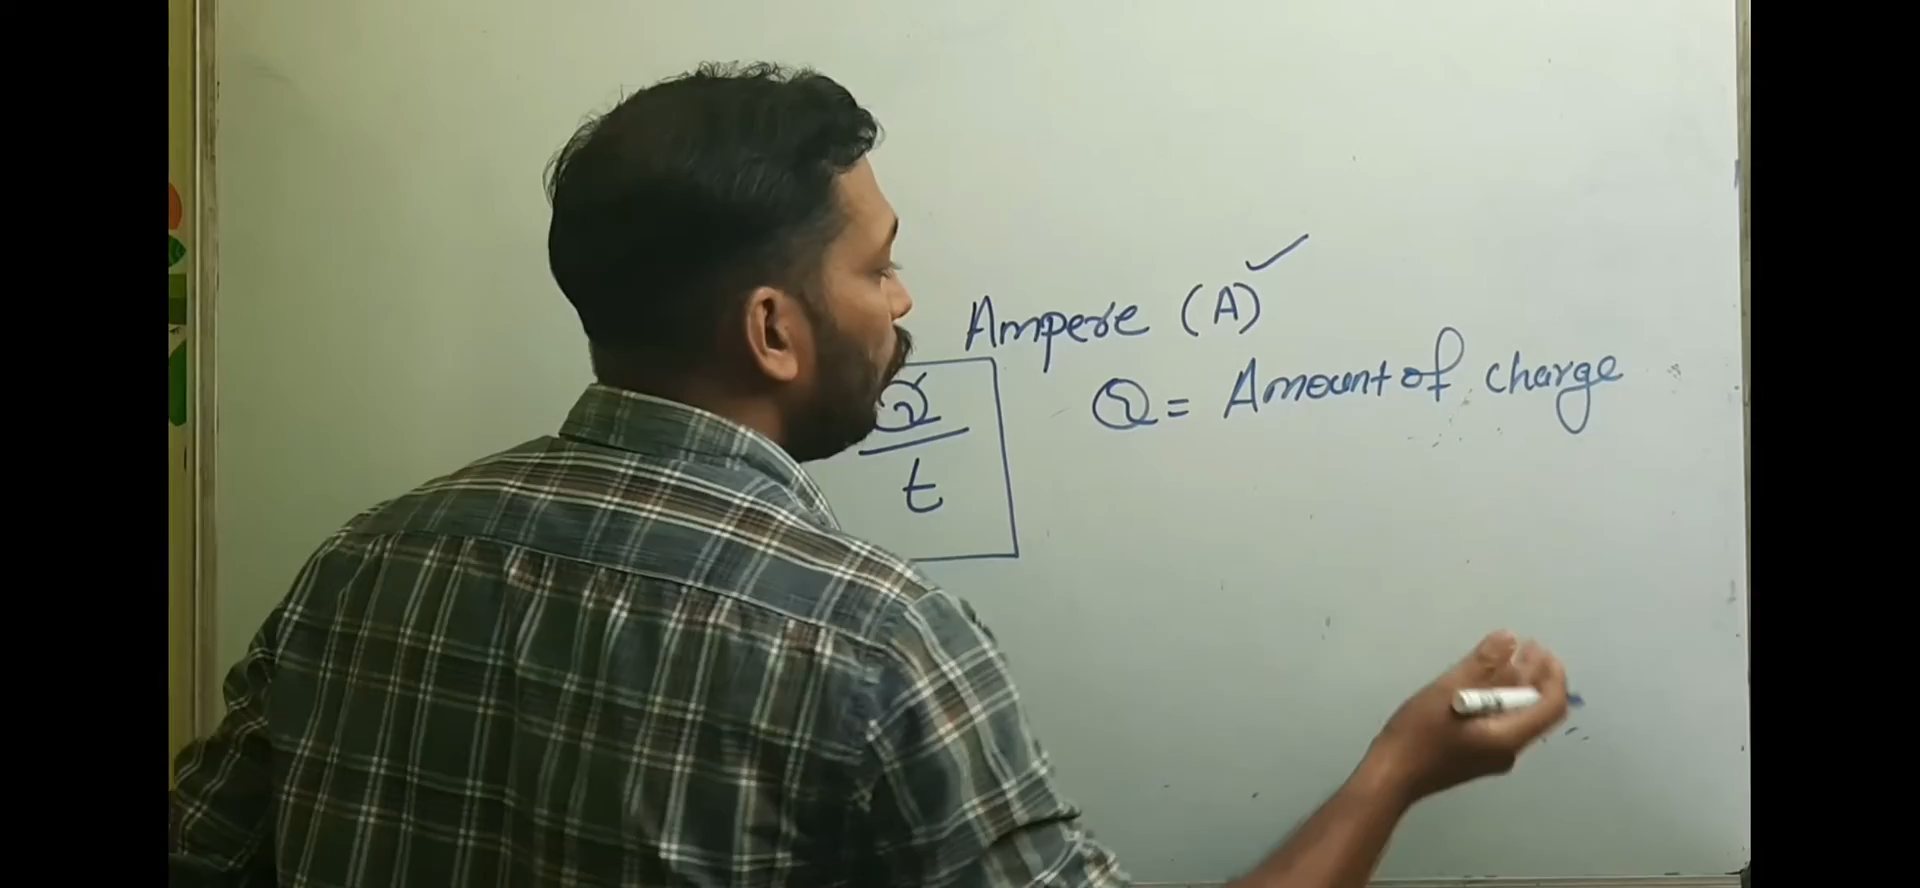 Ampere (A) ✓
Q = Amount of charge
Q
t